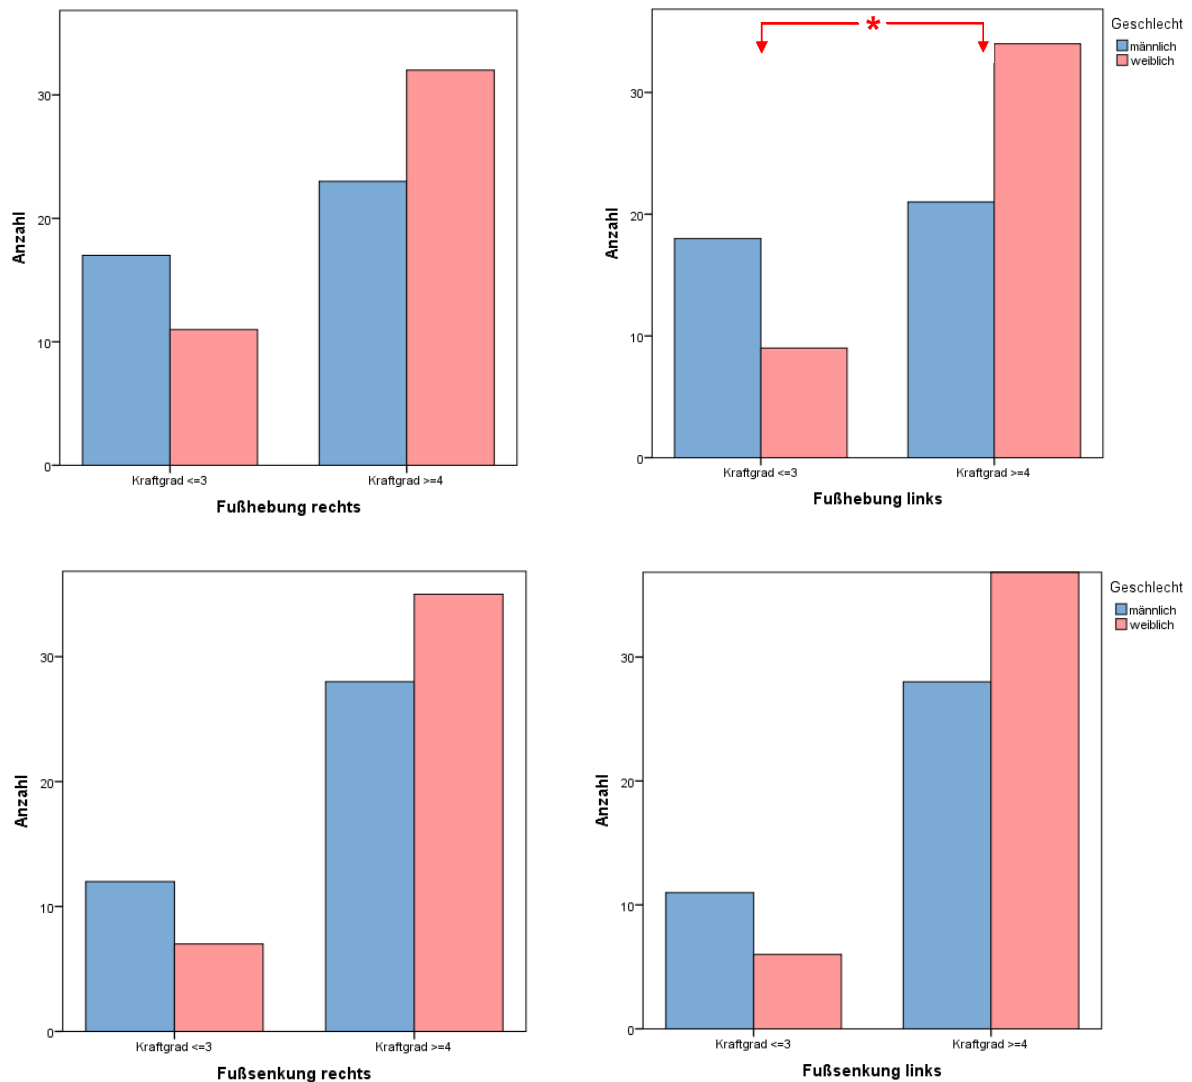 Anzahl
30
20
10
0
Kraftgrad <=3
Kraftgrad >=4
Fußhebung rechts
*
Geschlecht
männlich
weiblich
Anzahl
30
20
10
0
Kraftgrad <=3
Kraftgrad >=4
Fußhebung links
Anzahl
30
20
10
0
Kraftgrad <=3
Kraftgrad >=4
Fußsenkung rechts
Geschlecht
männlich
weiblich
Anzahl
30
20
10
0
Kraftgrad <=3
Kraftgrad >=4
Fußsenkung links